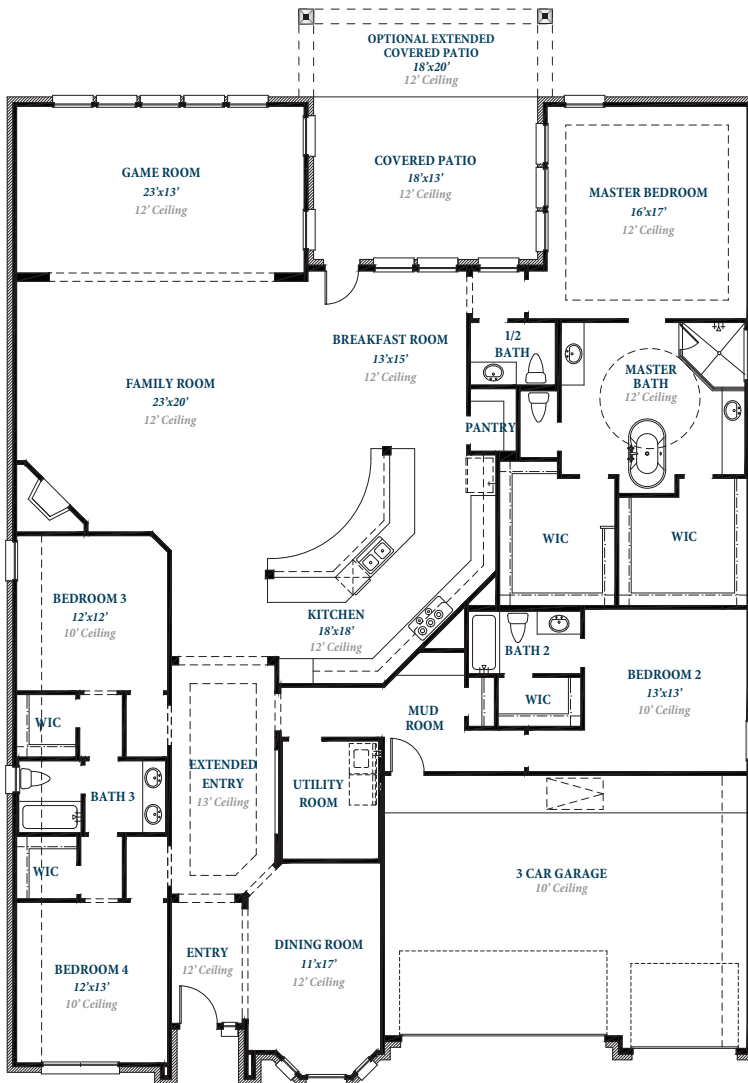 OPTIONAL EXTENDED
COVERED PATIO
18'x20'
12' Ceiling
GAME ROOM
23'x13'
12' Ceiling
COVERED PATIO
18'x13'
12' Ceiling
MASTER BEDROOM
16'x17'
12' Ceiling
BREAKFAST ROOM
13'x15'
12' Ceiling
1/2
BATH
FAMILY ROOM
23'x20'
12' Ceiling
MASTER
BATH
12' Ceiling
PANTRY
WIC
WIC
BEDROOM 3
12'x12'
10' Ceiling
KITCHEN
18'x18'
12' Ceiling
BATH 2
BEDROOM 2
13'x13'
10' Ceiling
WIC
WIC
MUD
ROOM
EXTENDED
ENTRY
13' Ceiling
UTILITY
ROOM
BATH 3
WIC
3 CAR GARAGE
10' Ceiling
BEDROOM 4
12'x13'
10' Ceiling
ENTRY
12' Ceiling
DINING ROOM
11'x17'
12' Ceiling